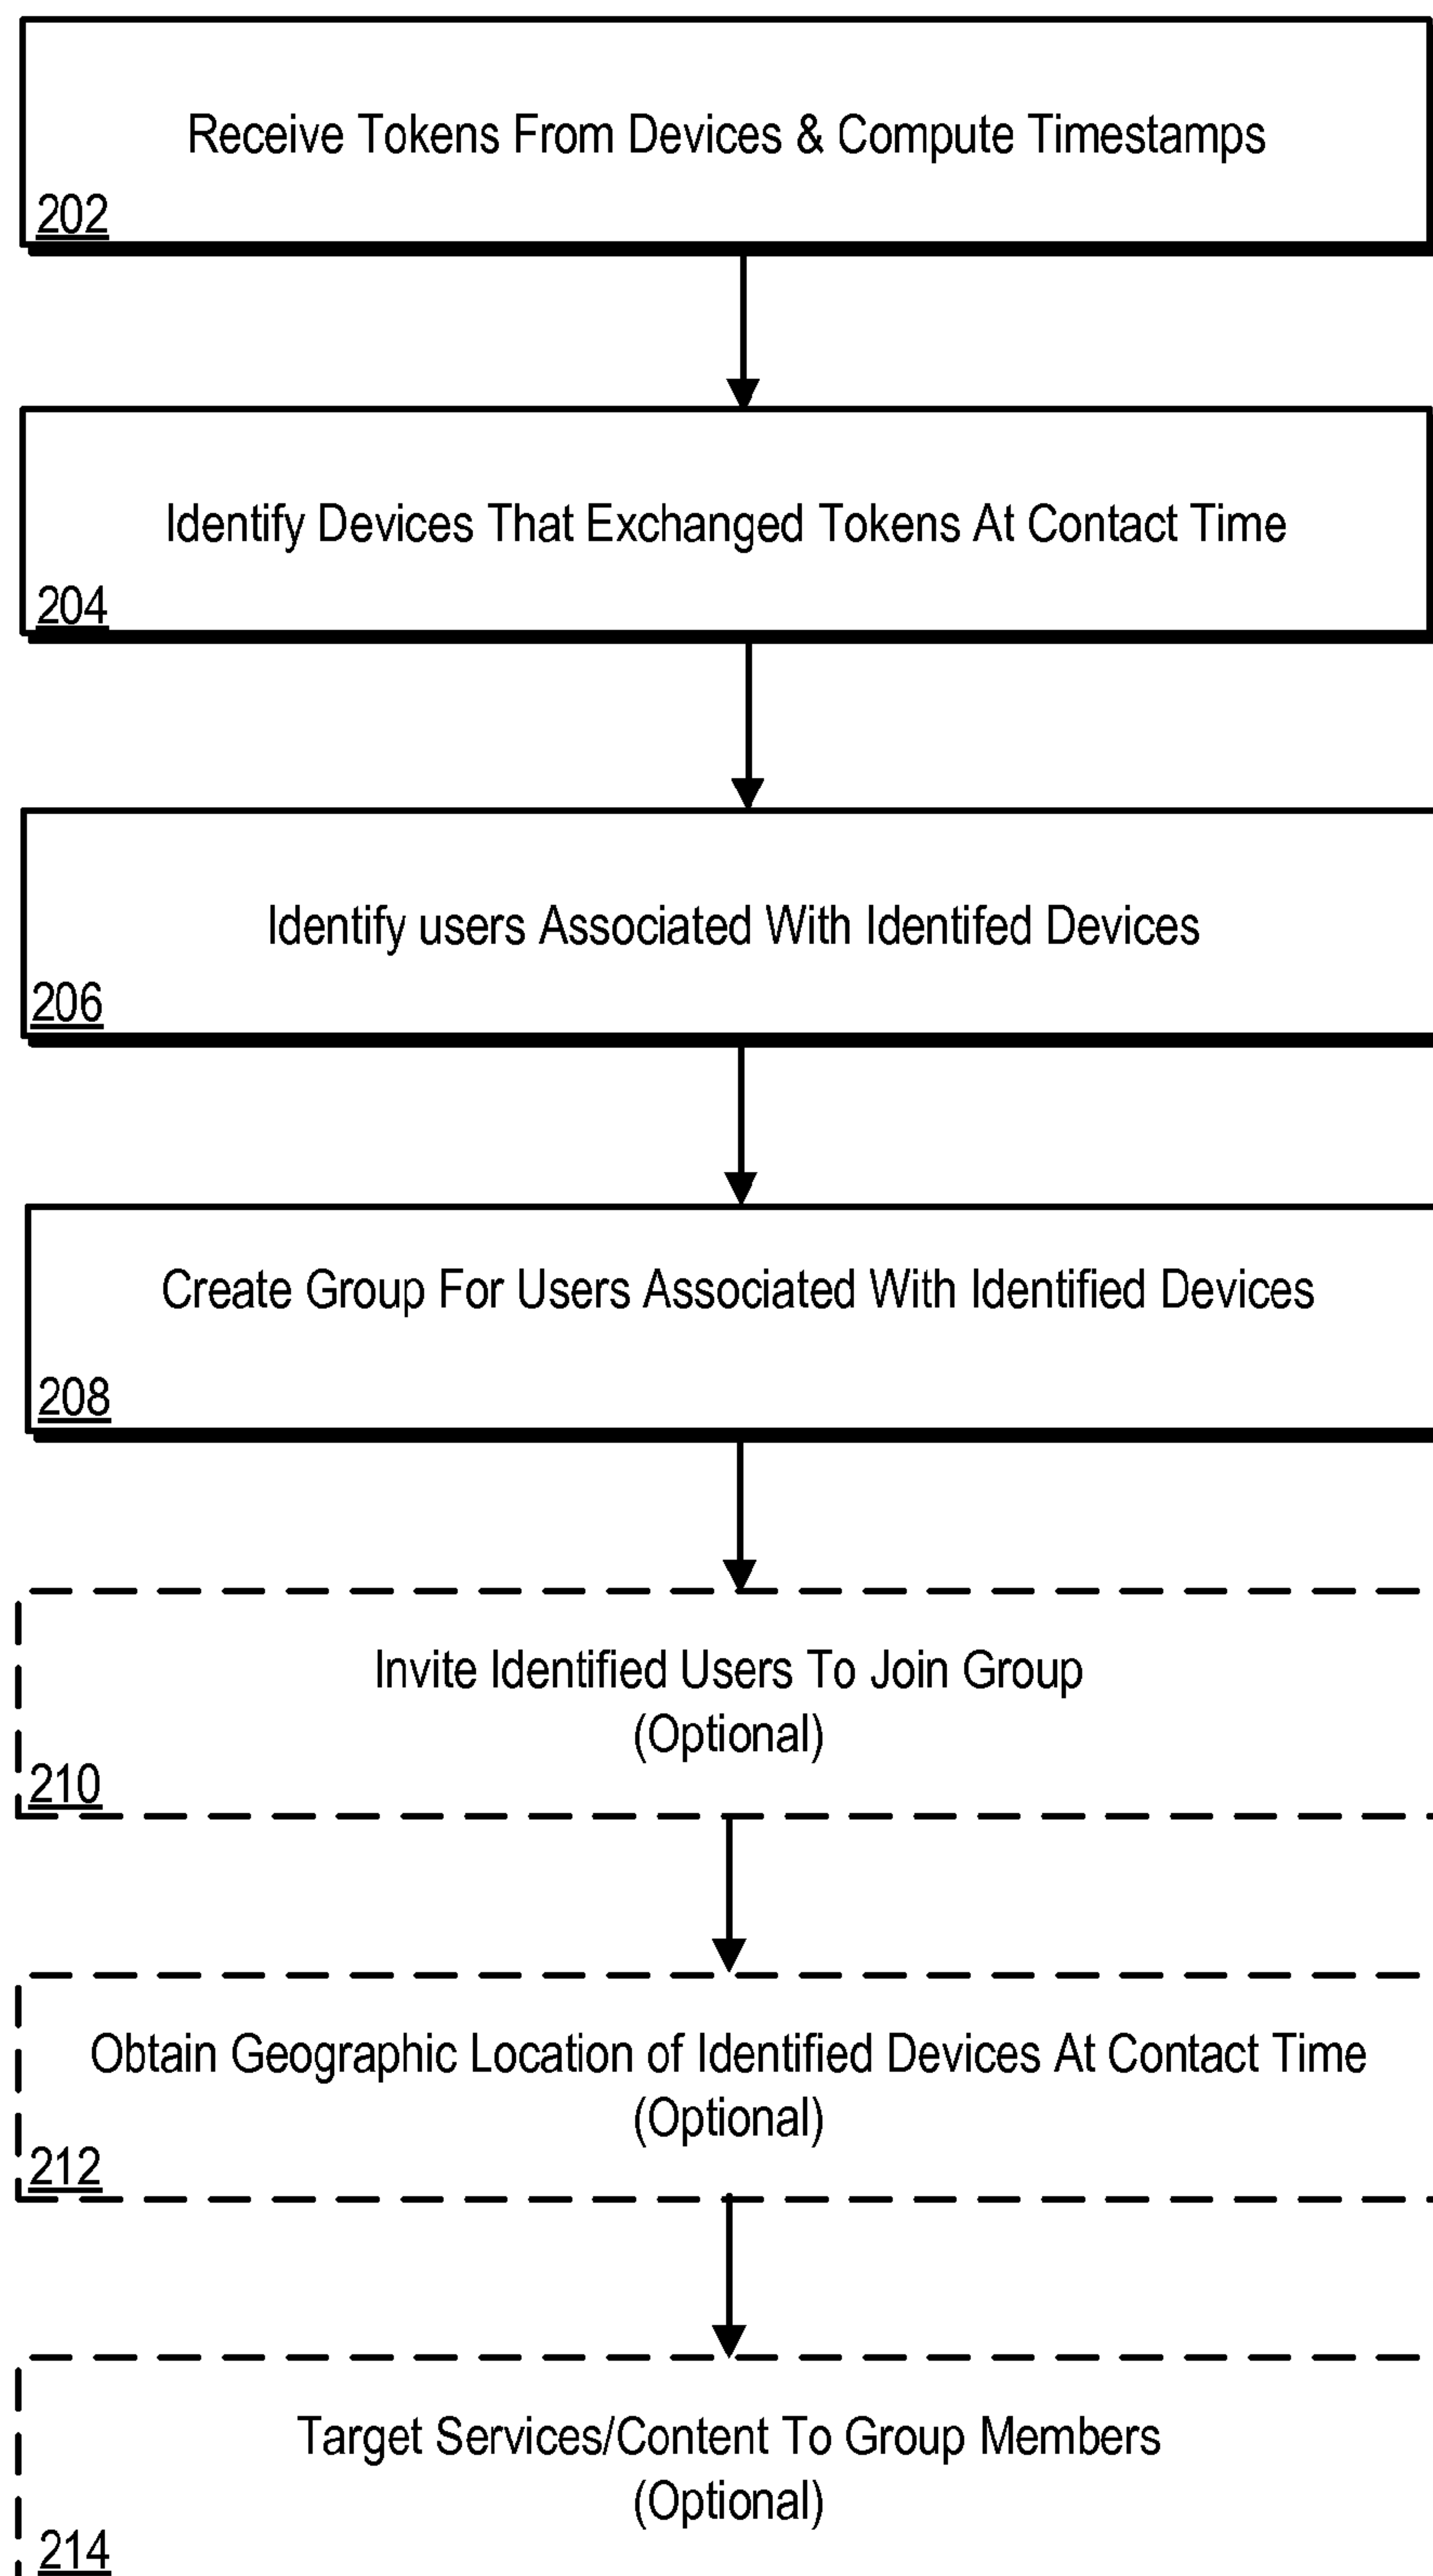 Receive Tokens From Devices & Compute Timestamps
202
Identify Devices That Exchanged Tokens At Contact Time
204
Identify users Associated With Identifed Devices
206
Create Group For Users Associated With Identified Devices
208
Invite Identified Users To Join Group
(Optional)
210
Obtain Geographic Location of Identified Devices At Contact Time
(Optional)
212
Target Services/Content To Group Members
(Optional)
214